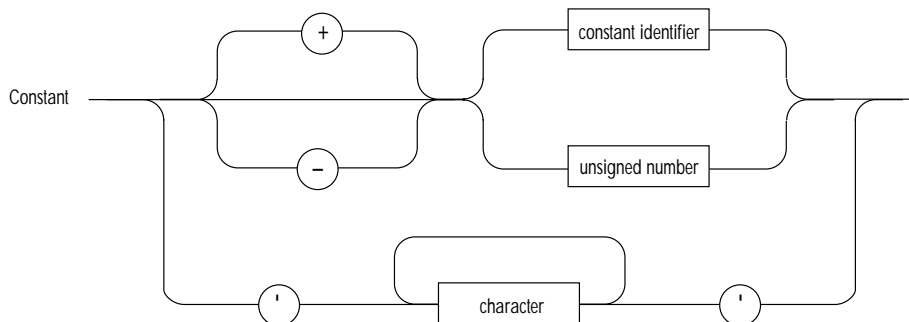 +
constant identifier
Constant
−
unsigned number
' character '